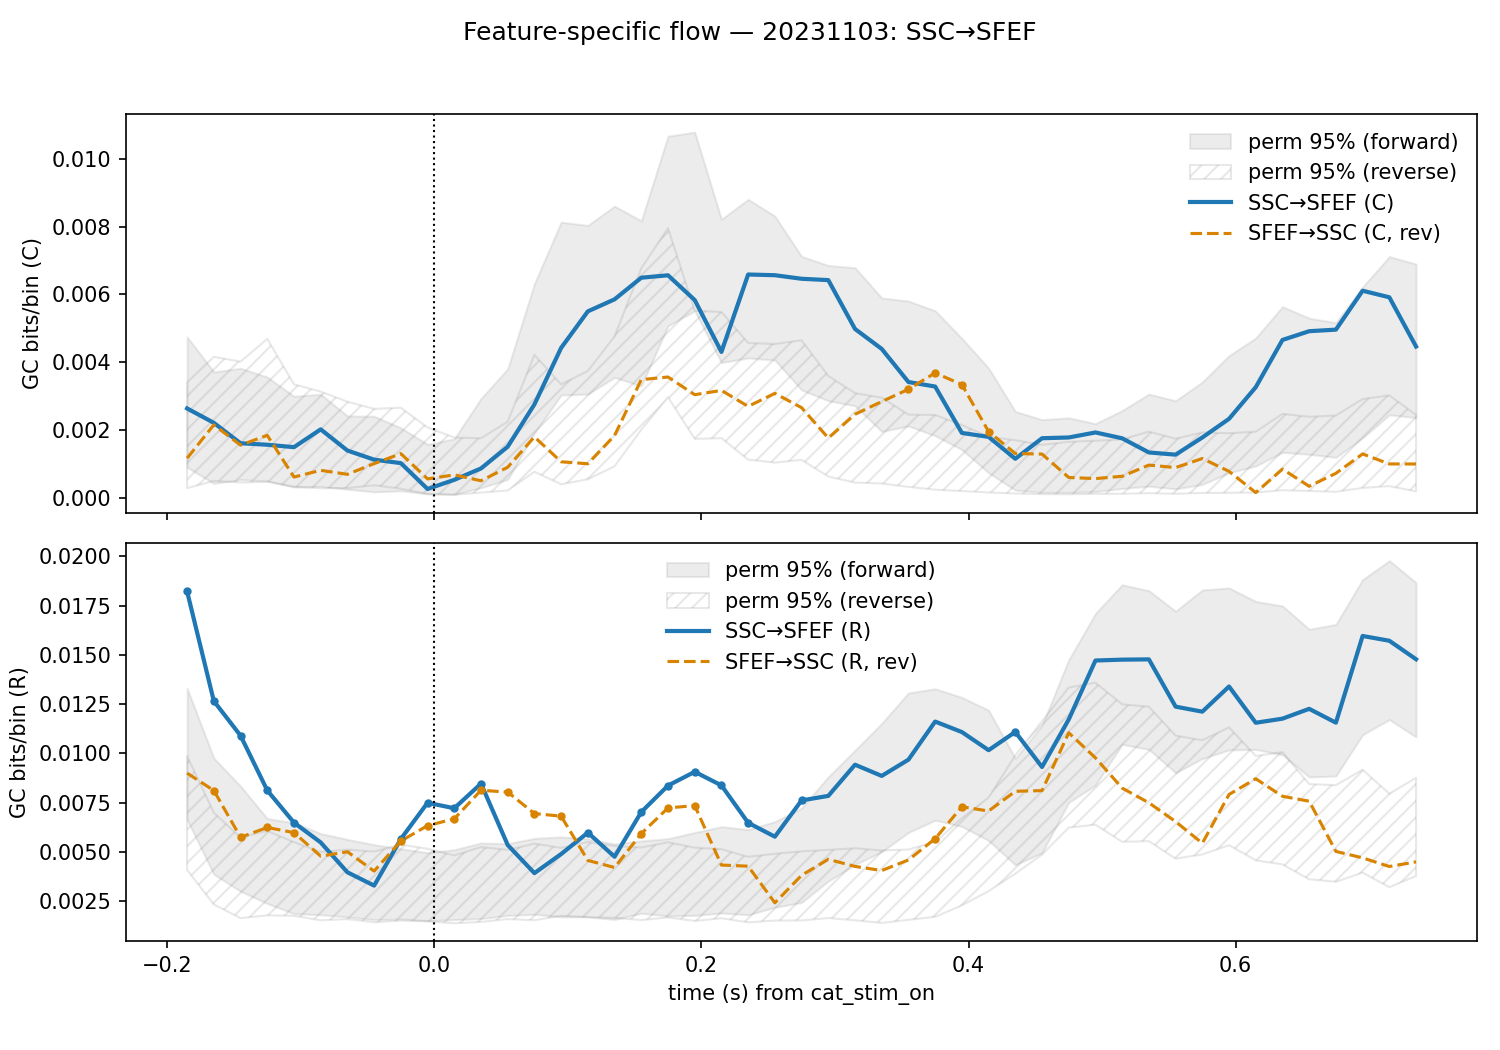 Feature-specific flow — 20231103: SSC→SFEF
GC bits/bin (C)
0.010
0.008
0.006
0.004
0.002
0.000
perm 95% (forward)
perm 95% (reverse)
SSC→SFEF (C)
SFEF→SSC (C, rev)
GC bits/bin (R)
0.0200
0.0175
0.0150
0.0125
0.0100
0.0075
0.0050
0.0025
perm 95% (forward)
perm 95% (reverse)
SSC→SFEF (R)
SFEF→SSC (R, rev)
−0.2 0.0 0.2 0.4 0.6
time (s) from cat_stim_on